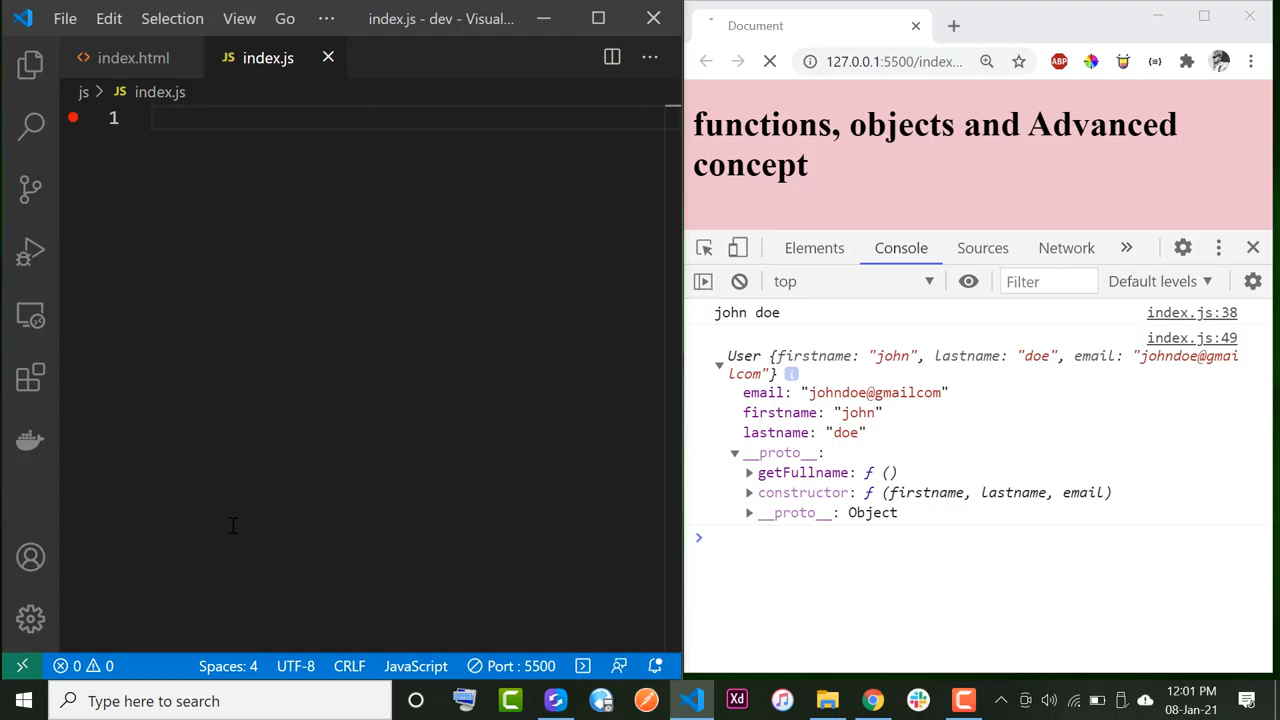 File Edit Selection View Go ··· index.js - dev - Visual...
index.html JS index.js
js > JS index.js
1
Spaces: 4 UTF-8 CRLF JavaScript Port : 5500
0 0
Document
127.0.0.1:5500/index... ABP
functions, objects and Advanced
concept
Elements Console Sources Network »
top Filter Default levels
john doe index.js:38
index.js:49
User {firstname: "john", lastname: "doe", email: "johndoe@gmai
lcom"} i
email: "johndoe@gmailcom"
firstname: "john"
lastname: "doe"
__proto__:
getFullname: ƒ ()
constructor: ƒ (firstname, lastname, email)
__proto__: Object
>
Type here to search
Xd
12:01 PM
08-Jan-21